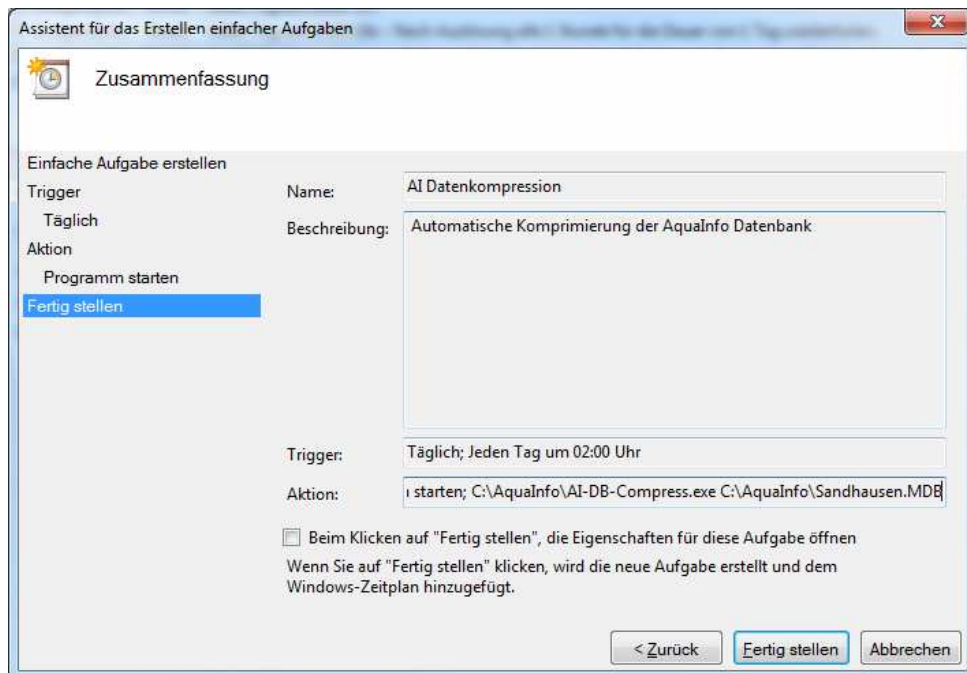 Assistent für das Erstellen einfacher Aufgaben
Zusammenfassung
Einfache Aufgabe erstellen
Trigger
Täglich
Aktion
Programm starten
Fertig stellen
Name: AI Datenkompression
Beschreibung: Automatische Komprimierung der AquaInfo Datenbank
Trigger: Täglich; Jeden Tag um 02:00 Uhr
Aktion: starten; C:\AquaInfo\AI-DB-Compress.exe C:\AquaInfo\Sandhausen.MDB
Beim Klicken auf "Fertig stellen", die Eigenschaften für diese Aufgabe öffnen
Wenn Sie auf "Fertig stellen" klicken, wird die neue Aufgabe erstellt und dem
Windows-Zeitplan hinzugefügt.
< Zurück Fertig stellen Abbrechen